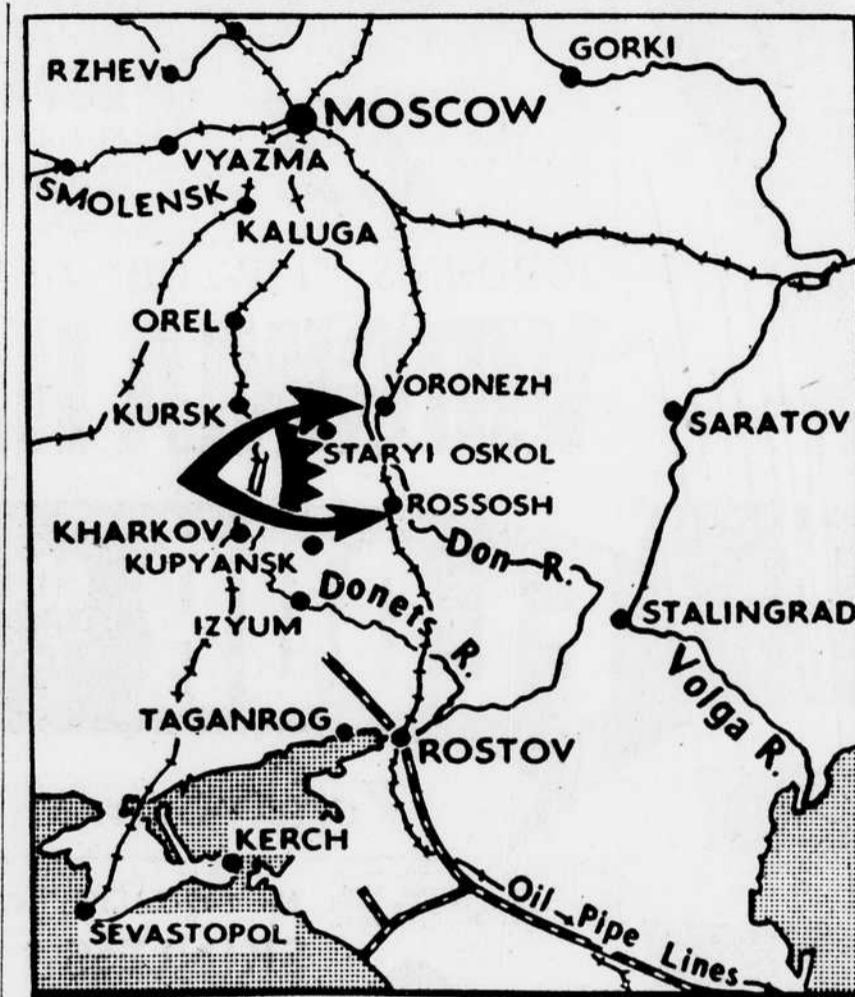 GORKI
RZHEV
MOSCOW
VYAZMA
SMOLENSK
KALUGA
OREL
VORONEZH
KURSK
SARATOV
STARYI OSKOL
ROSSOSH
KHARKOV
Don R.
KUPYANSK
Donets R.
STALINGRAD
IZYUM
Volga R.
TAGANROG
ROSTOV
KERCH
Oil Pipe Lines
SEVASTOPOL